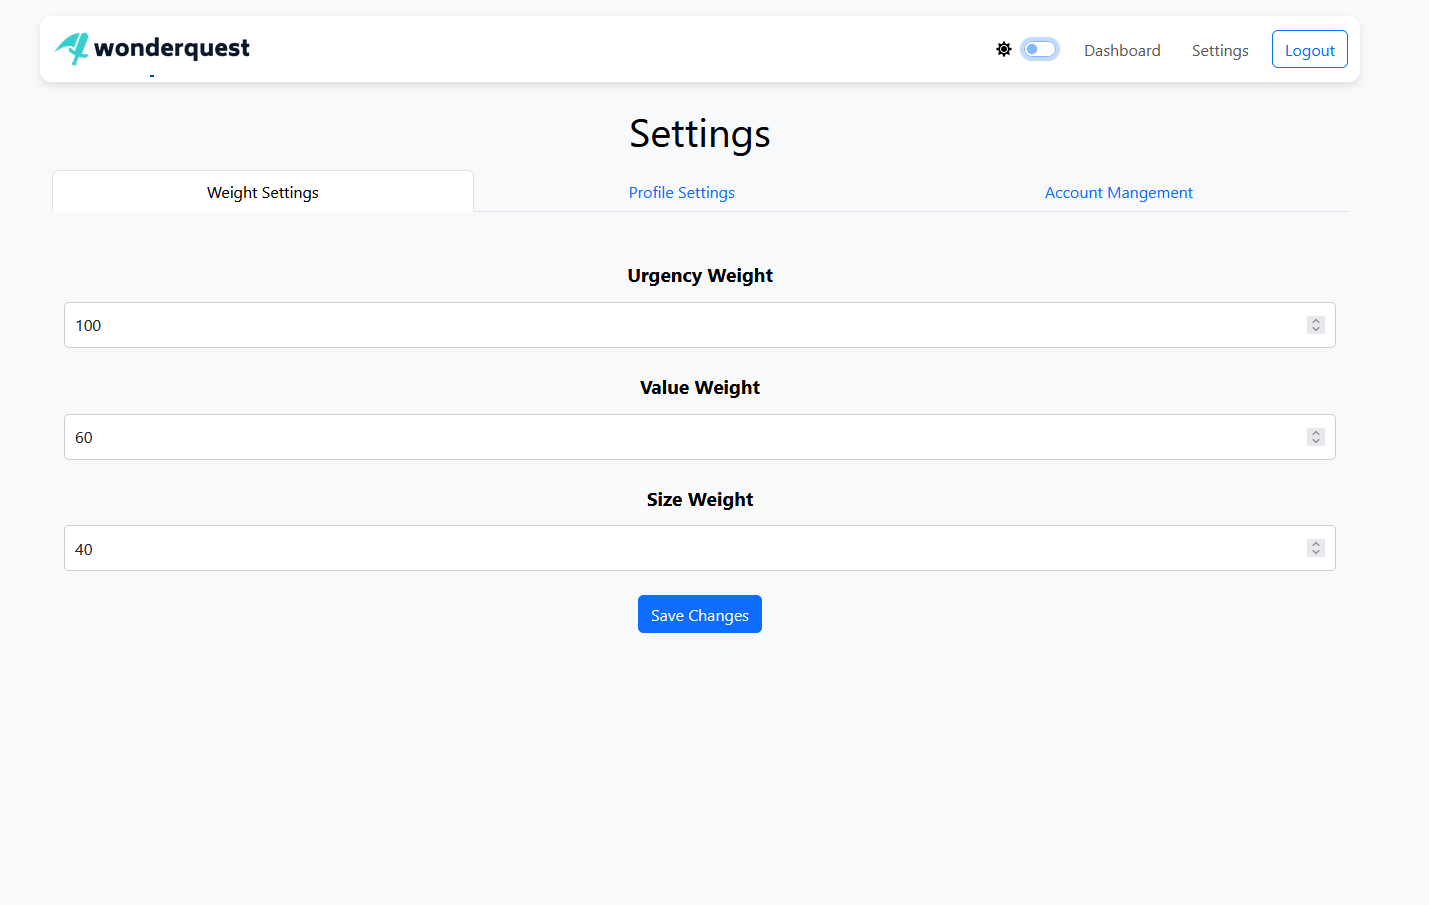 wonderquest
Dashboard
Settings
Logout
Settings
Weight Settings
Profile Settings
Account Mangement
Urgency Weight
100
Value Weight
60
Size Weight
40
Save Changes